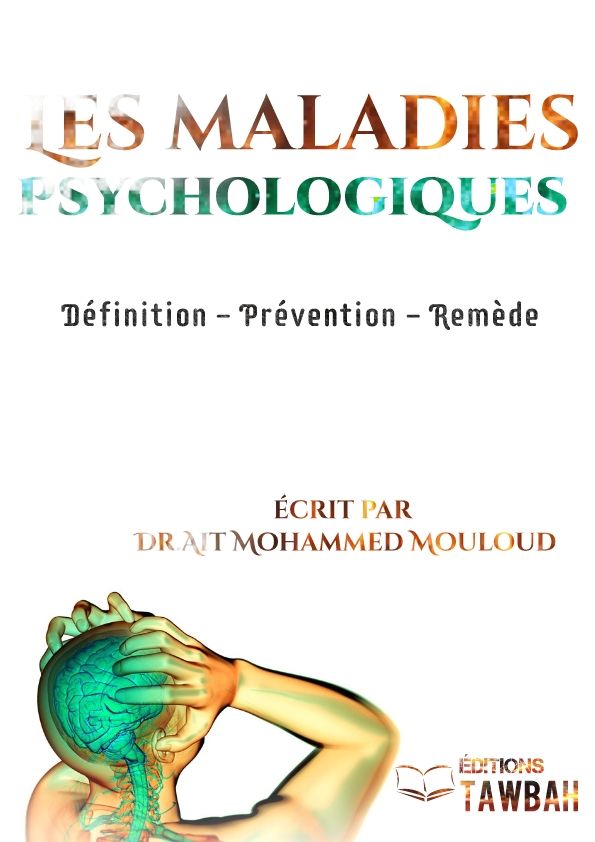 Les maladies
Psychologiques
Définition – Prévention – Remède
Écrit par
Dr.Ait Mohammed Mouloud
Éditions
Tawbah